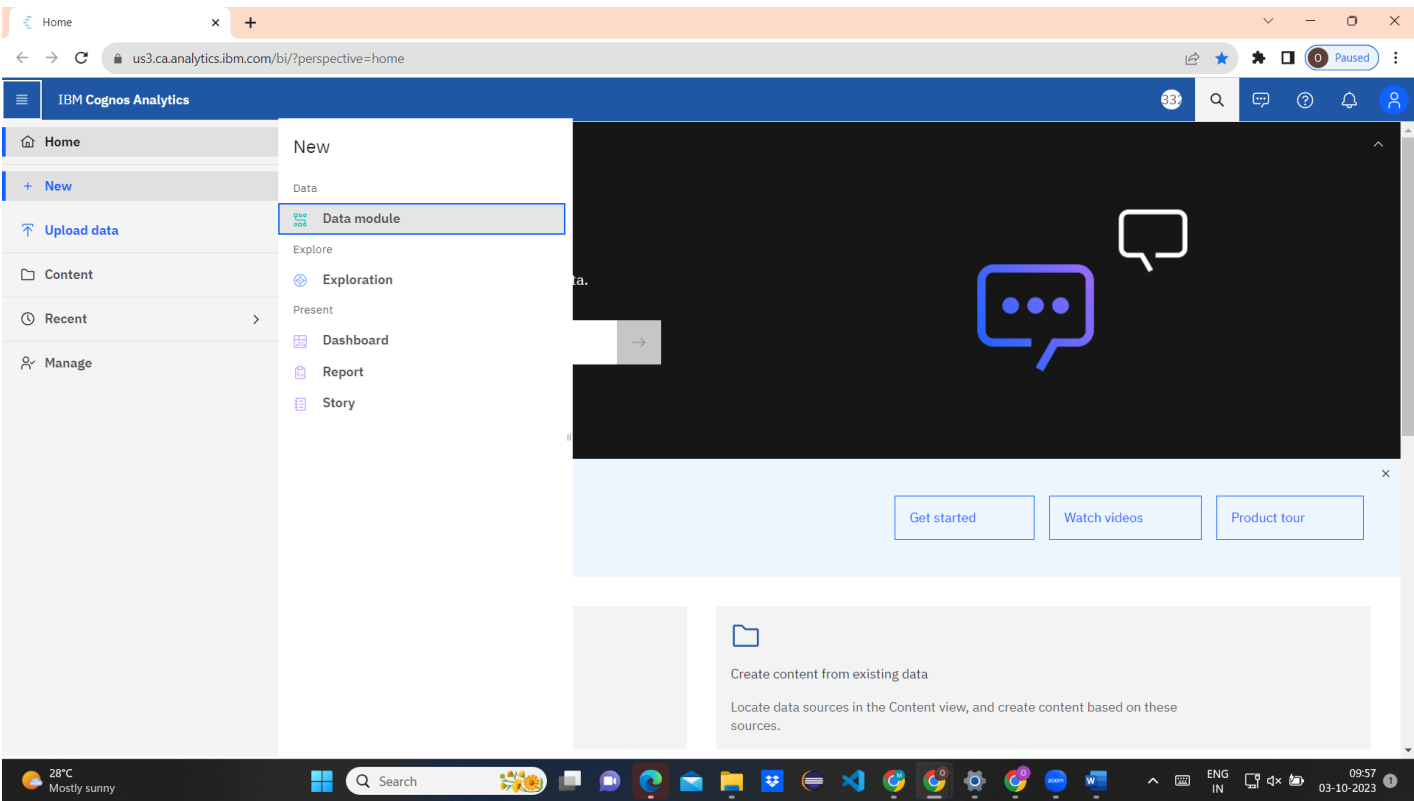 Home
us3.ca.analytics.ibm.com/bi/?perspective=home
O Paused
IBM Cognos Analytics
332
Home
New
Upload data
Content
Recent
Manage
New
Data
Data module
Explore
Exploration
Present
Dashboard
Report
Story
ta.
Get started
Watch videos
Product tour
Create content from existing data
Locate data sources in the Content view, and create content based on these
sources.
28°C
Mostly sunny
Search
zoom
W
ENG
IN
09:57
03-10-2023
1